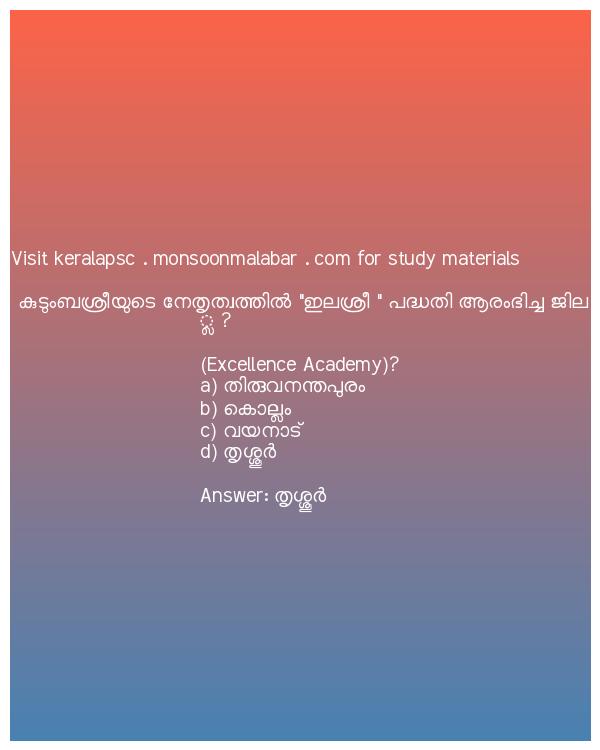 Visit keralapsc . monsoonmalabar . com for study materials
കുടുംബശ്രീയുടെ നേതൃത്വത്തിൽ "ഇലശ്രീ " പദ്ധതി ആരംഭിച്ച ജില
്ല ?
(Excellence Academy)?
a) തിരുവനന്തപുരം
b) കൊല്ലം
c) വയനാട്
d) തൃശ്ശൂർ
Answer: തൃശ്ശൂർ